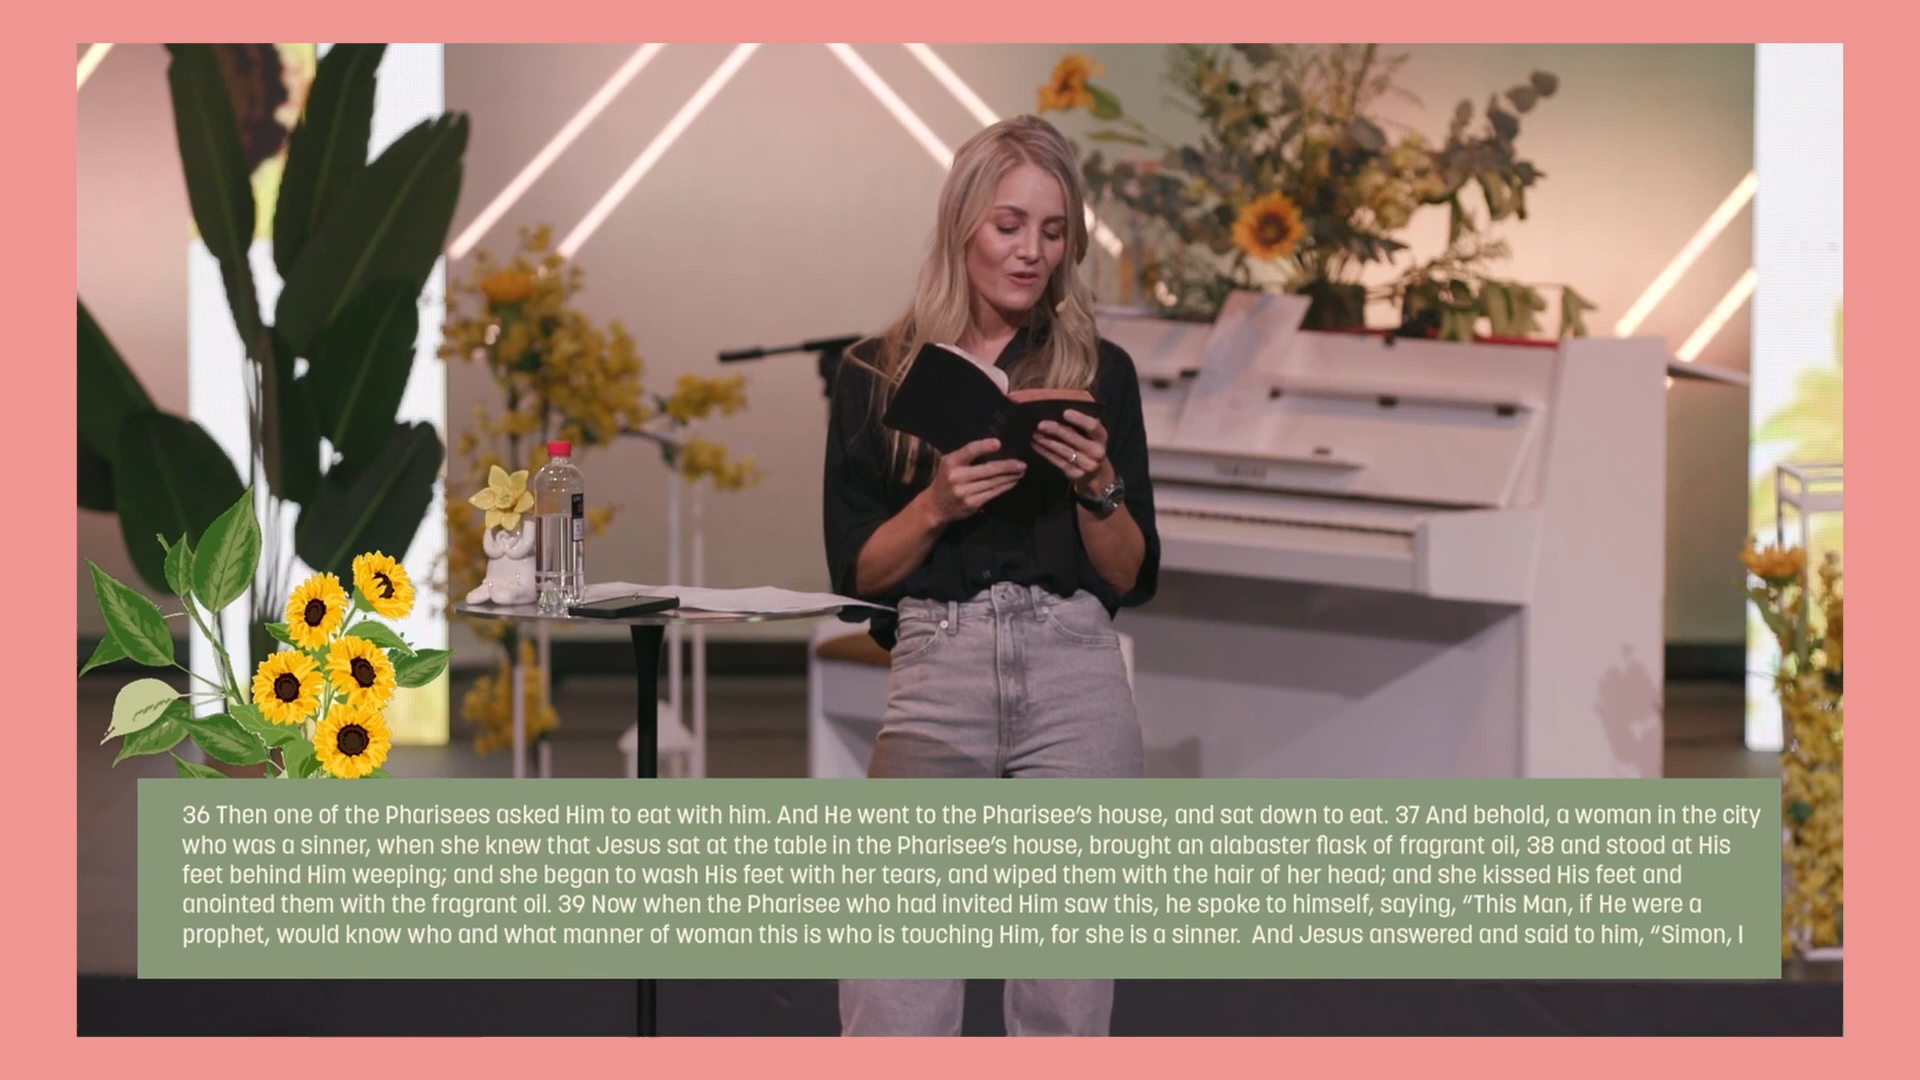 36 Then one of the Pharisees asked Him to eat with him. And He went to the Pharisee’s house, and sat down to eat. 37 And behold, a woman in the city
who was a sinner, when she knew that Jesus sat at the table in the Pharisee’s house, brought an alabaster flask of fragrant oil, 38 and stood at His
feet behind Him weeping; and she began to wash His feet with her tears, and wiped them with the hair of her head; and she kissed His feet and
anointed them with the fragrant oil. 39 Now when the Pharisee who had invited Him saw this, he spoke to himself, saying, “This Man, if He were a
prophet, would know who and what manner of woman this is who is touching Him, for she is a sinner.  And Jesus answered and said to him, “Simon, I